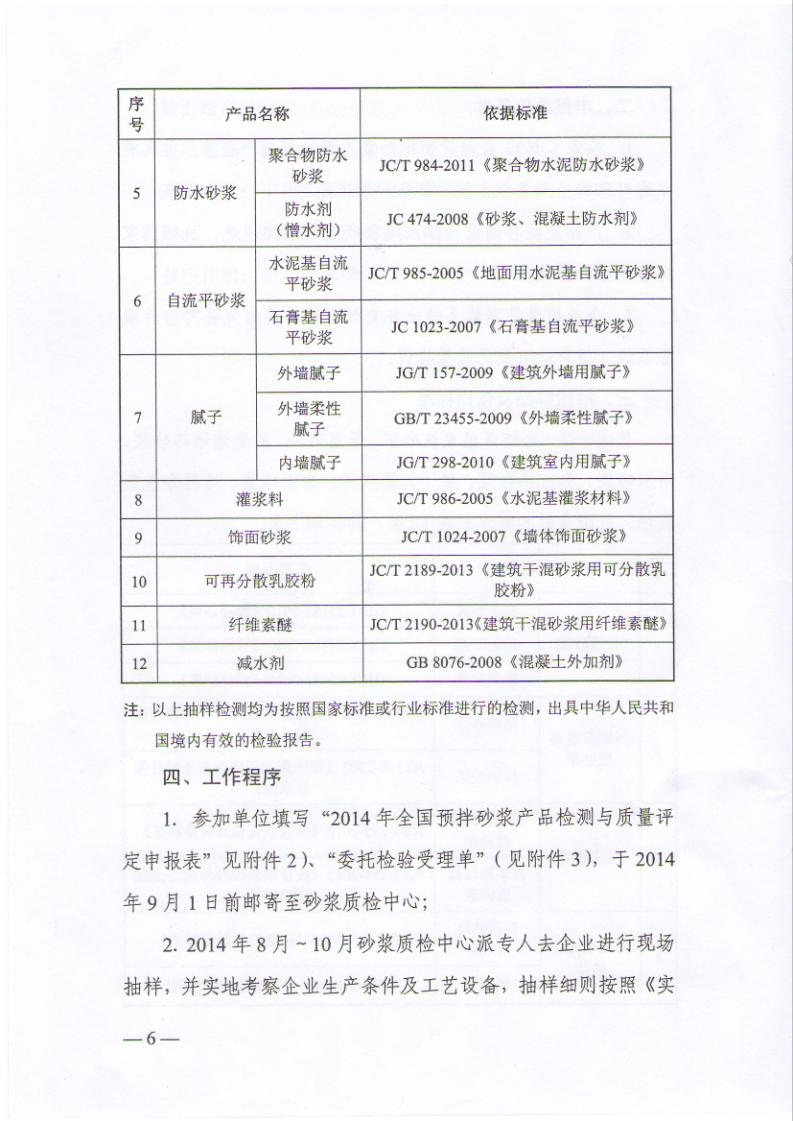 序号 产品名称 依据标准
5 防水砂浆 聚合物防水砂浆 JC/T 984-2011《聚合物水泥防水砂浆》
防水剂（憎水剂） JC 474-2008《砂浆、混凝土防水剂》
6 自流平砂浆 水泥基自流平砂浆 JC/T 985-2005《地面用水泥基自流平砂浆》
石膏基自流平砂浆 JC 1023-2007《石膏基自流平砂浆》
7 腻子 外墙腻子 JG/T 157-2009《建筑外墙用腻子》
外墙柔性腻子 GB/T 23455-2009《外墙柔性腻子》
内墙腻子 JG/T 298-2010《建筑室内用腻子》
8 灌浆料 JC/T 986-2005《水泥基灌浆材料》
9 饰面砂浆 JC/T 1024-2007《墙体饰面砂浆》
10 可再分散乳胶粉 JC/T 2189-2013《建筑干混砂浆用可分散乳胶粉》
11 纤维素醚 JC/T 2190-2013《建筑干混砂浆用纤维素醚》
12 减水剂 GB 8076-2008《混凝土外加剂》
注：以上抽样检测均为按照国家标准或行业标准进行的检测，出具中华人民共和
国境内有效的检验报告。
四、工作程序
1. 参加单位填写“2014年全国预拌砂浆产品检测与质量评
定申报表”见附件2）、“委托检验受理单”（见附件3），于2014
年9月1日前邮寄至砂浆质检中心；
2. 2014年8月～10月砂浆质检中心派专人去企业进行现场
抽样，并实地考察企业生产条件及工艺设备，抽样细则按照《实
—6—